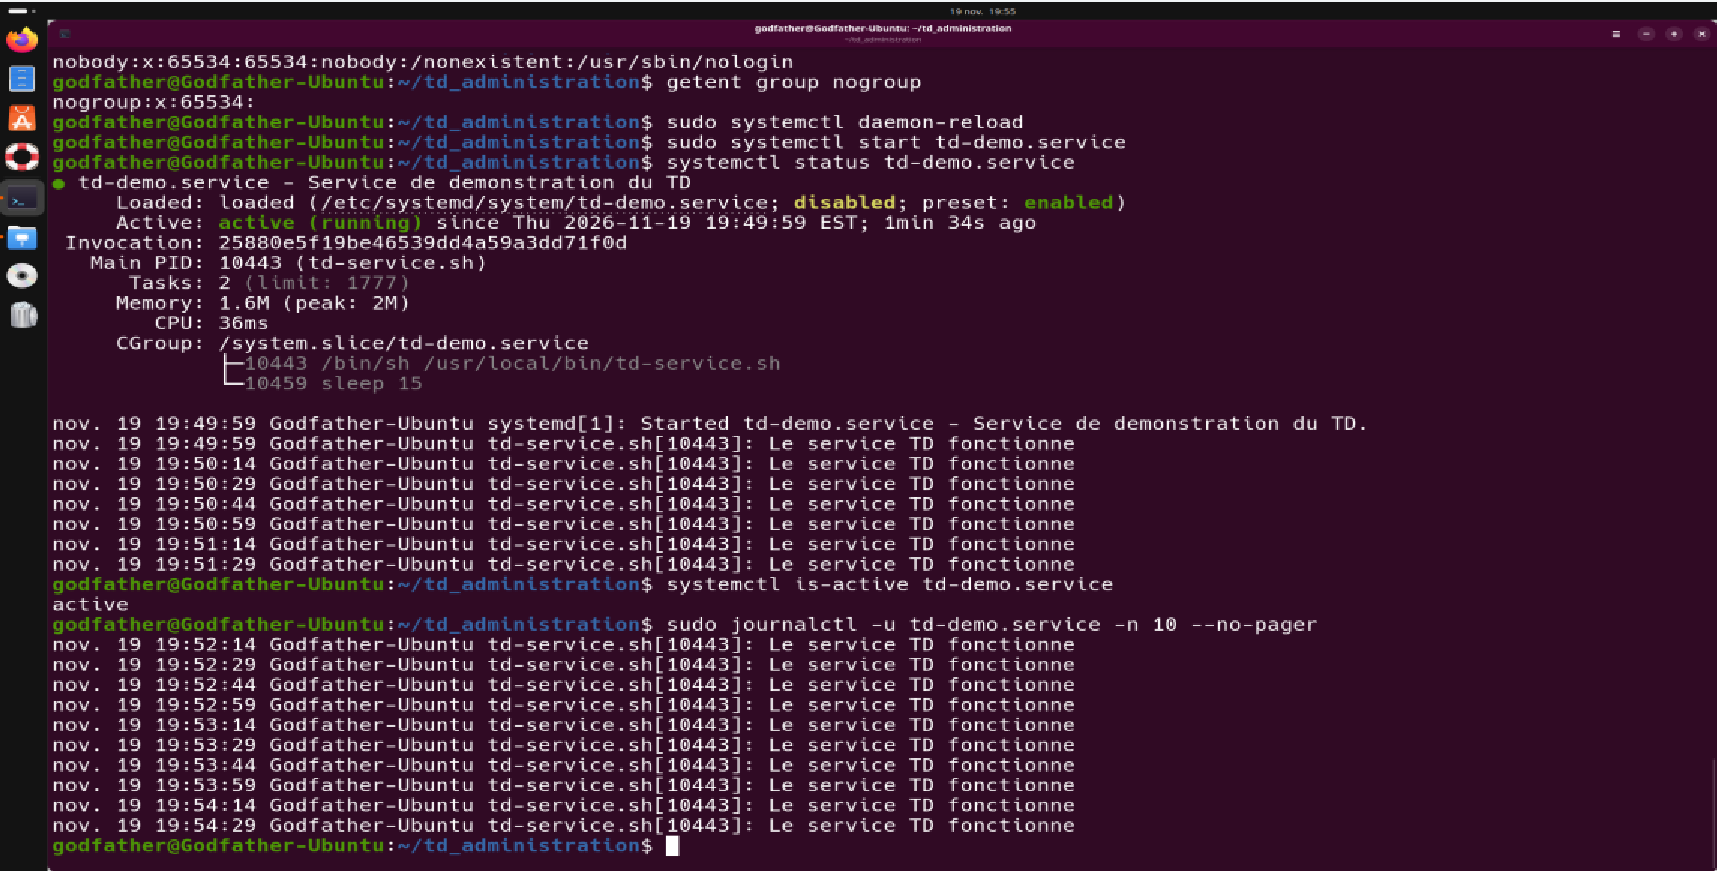 19 nov. 19:55
godfather@Godfather-Ubuntu: ~/td_administration
~/td_administration
nobody:x:65534:65534:nobody:/nonexistent:/usr/sbin/nologin
godfather@Godfather-Ubuntu:~/td_administration$ getent group nogroup
nogroup:x:65534:
godfather@Godfather-Ubuntu:~/td_administration$ sudo systemctl daemon-reload
godfather@Godfather-Ubuntu:~/td_administration$ sudo systemctl start td-demo.service
godfather@Godfather-Ubuntu:~/td_administration$ systemctl status td-demo.service
● td-demo.service - Service de demonstration du TD
Loaded: loaded (/etc/systemd/system/td-demo.service; disabled; preset: enabled)
Active: active (running) since Thu 2026-11-19 19:49:59 EST; 1min 34s ago
Invocation: 25880e5f19be46539dd4a59a3dd71f0d
Main PID: 10443 (td-service.sh)
Tasks: 2 (limit: 1777)
Memory: 1.6M (peak: 2M)
CPU: 36ms
CGroup: /system.slice/td-demo.service
├─10443 /bin/sh /usr/local/bin/td-service.sh
└─10459 sleep 15
nov. 19 19:49:59 Godfather-Ubuntu systemd[1]: Started td-demo.service - Service de demonstration du TD.
nov. 19 19:49:59 Godfather-Ubuntu td-service.sh[10443]: Le service TD fonctionne
nov. 19 19:50:14 Godfather-Ubuntu td-service.sh[10443]: Le service TD fonctionne
nov. 19 19:50:29 Godfather-Ubuntu td-service.sh[10443]: Le service TD fonctionne
nov. 19 19:50:44 Godfather-Ubuntu td-service.sh[10443]: Le service TD fonctionne
nov. 19 19:50:59 Godfather-Ubuntu td-service.sh[10443]: Le service TD fonctionne
nov. 19 19:51:14 Godfather-Ubuntu td-service.sh[10443]: Le service TD fonctionne
nov. 19 19:51:29 Godfather-Ubuntu td-service.sh[10443]: Le service TD fonctionne
godfather@Godfather-Ubuntu:~/td_administration$ systemctl is-active td-demo.service
active
godfather@Godfather-Ubuntu:~/td_administration$ sudo journalctl -u td-demo.service -n 10 --no-pager
nov. 19 19:52:14 Godfather-Ubuntu td-service.sh[10443]: Le service TD fonctionne
nov. 19 19:52:29 Godfather-Ubuntu td-service.sh[10443]: Le service TD fonctionne
nov. 19 19:52:44 Godfather-Ubuntu td-service.sh[10443]: Le service TD fonctionne
nov. 19 19:52:59 Godfather-Ubuntu td-service.sh[10443]: Le service TD fonctionne
nov. 19 19:53:14 Godfather-Ubuntu td-service.sh[10443]: Le service TD fonctionne
nov. 19 19:53:29 Godfather-Ubuntu td-service.sh[10443]: Le service TD fonctionne
nov. 19 19:53:44 Godfather-Ubuntu td-service.sh[10443]: Le service TD fonctionne
nov. 19 19:53:59 Godfather-Ubuntu td-service.sh[10443]: Le service TD fonctionne
nov. 19 19:54:14 Godfather-Ubuntu td-service.sh[10443]: Le service TD fonctionne
nov. 19 19:54:29 Godfather-Ubuntu td-service.sh[10443]: Le service TD fonctionne
godfather@Godfather-Ubuntu:~/td_administration$